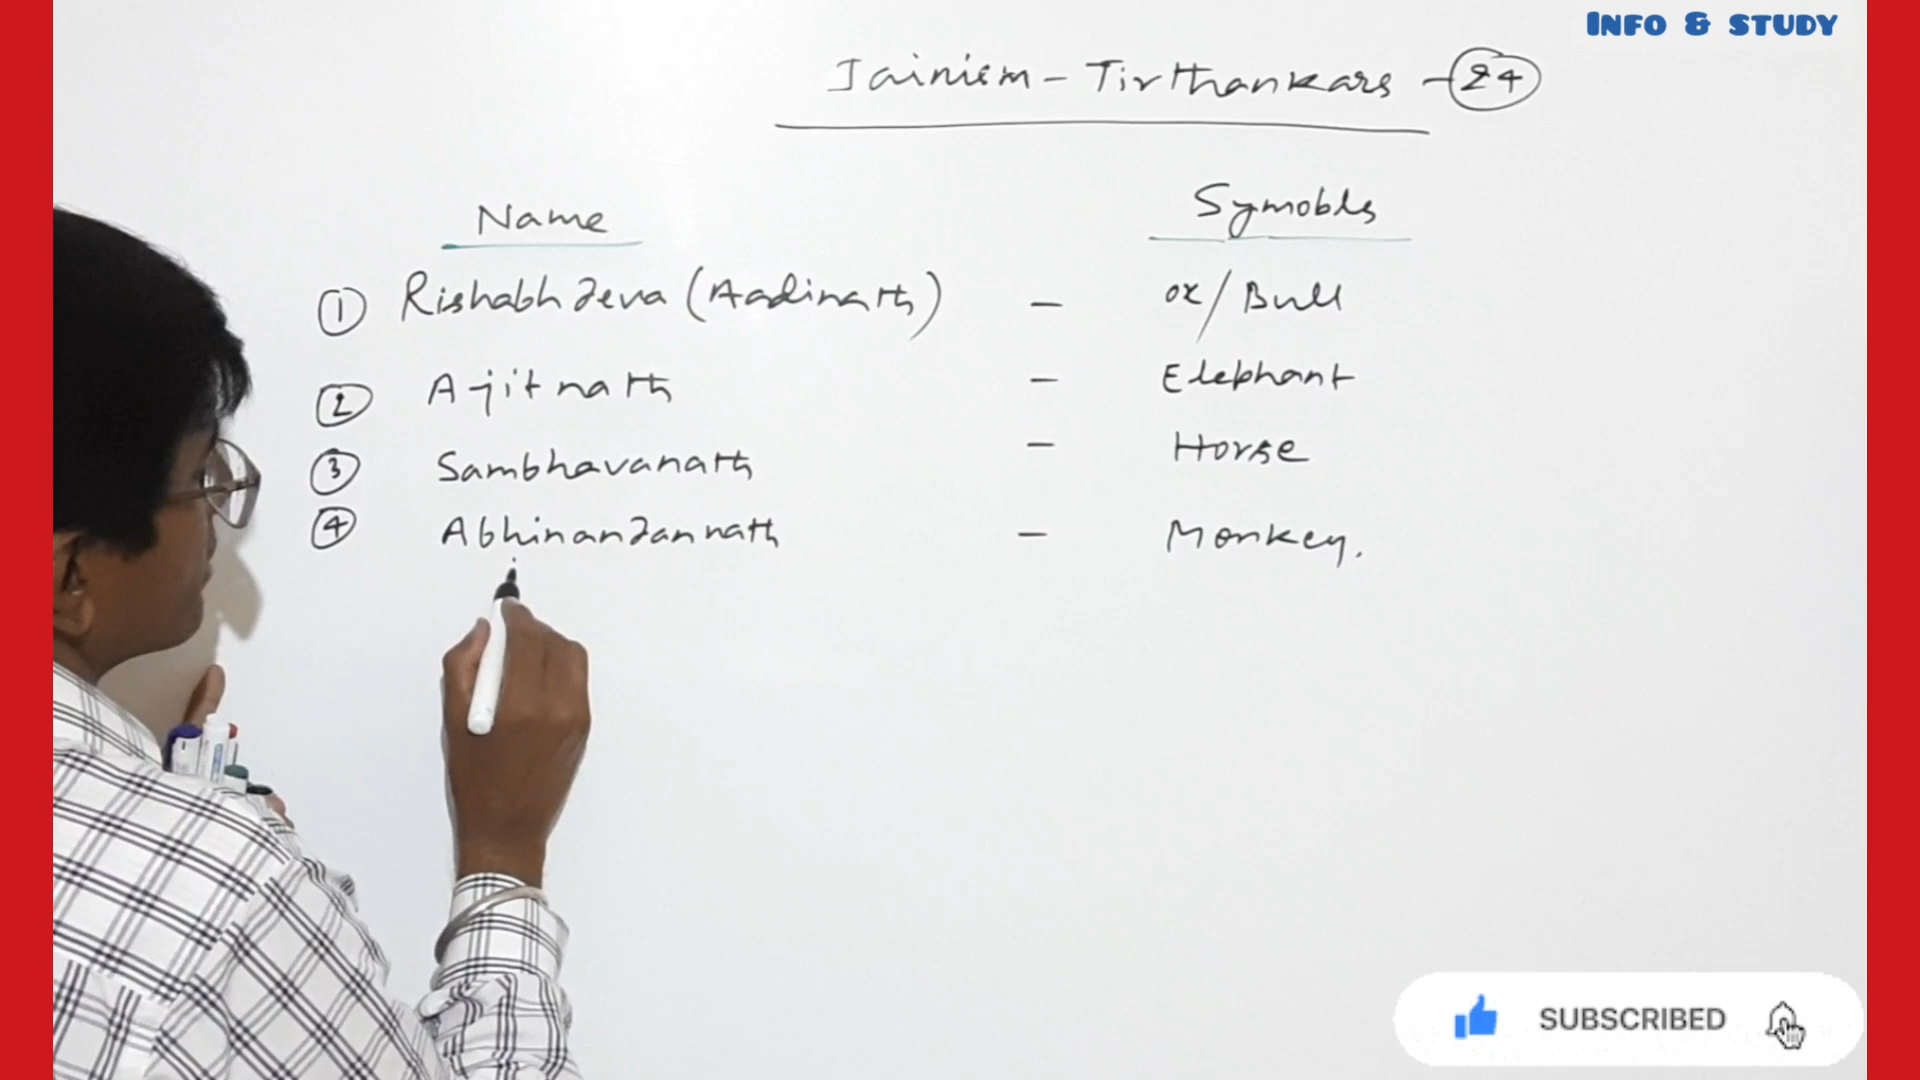 INFO & STUDY
Jainism - Tirthankars - 24
Name Symobls
1 Rishabhdeva (Aadinath) - ox/Bull
2 Ajitnath - Elephant
3 Sambhavanath - Horse
4 Abhinandannath - Monkey.
SUBSCRIBED